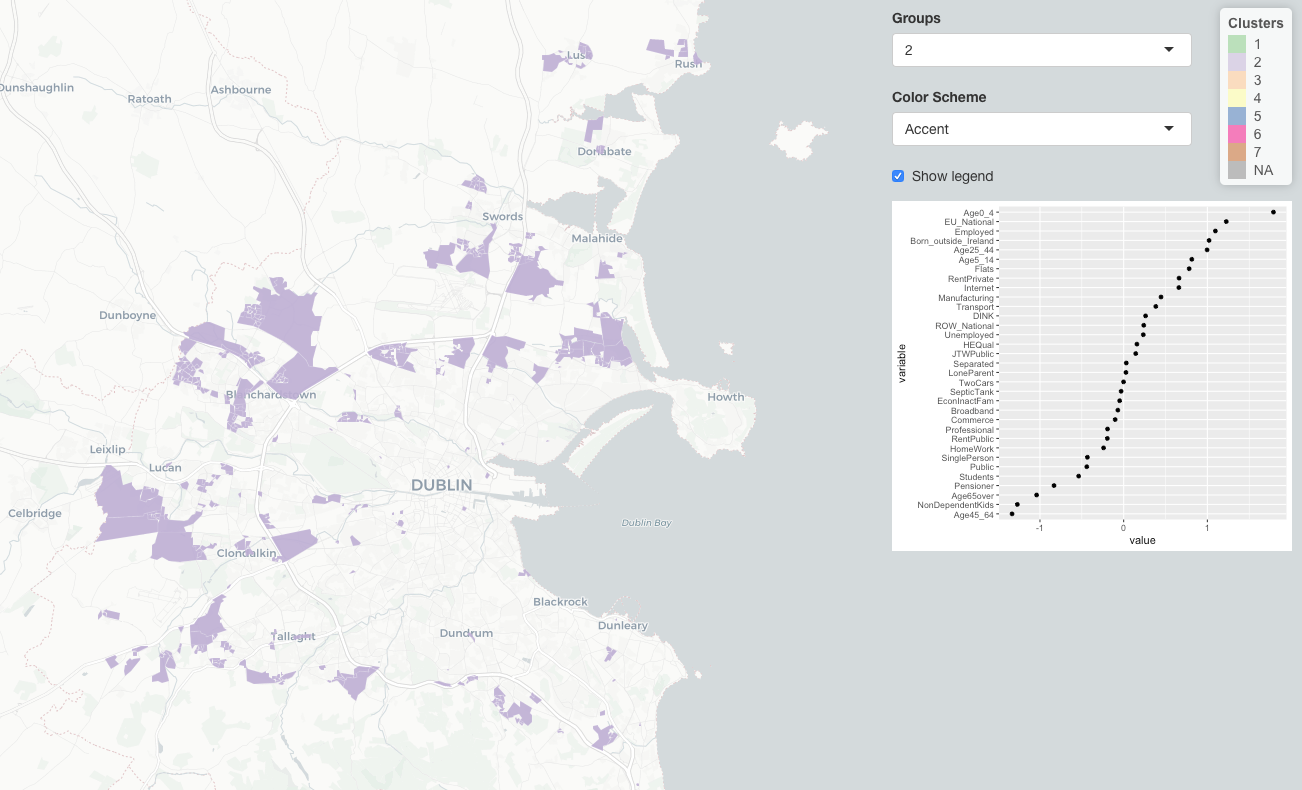 Lusk
Rush
Dunshaughlin
Ratoath
Ashbourne
Donabate
Swords
Malahide
Dunboyne
Blanchardstown
Howth
Leixlip
Lucan
DUBLIN
Celbridge
Dublin Bay
Clondalkin
Blackrock
Dunleary
Tallaght
Dundrum
Groups
2
Color Scheme
Accent
Show legend
Clusters
1
2
3
4
5
6
7
NA
variable
Age0_4
EU_National
Employed
Born_outside_Ireland
Age25_44
Age5_14
Flats
RentPrivate
Internet
Manufacturing
Transport
DINK
ROW_National
Unemployed
HEQual
JTWPublic
Separated
LoneParent
TwoCars
SepticTank
EconInactFam
Broadband
Commerce
Professional
RentPublic
HomeWork
SinglePerson
Public
Students
Pensioner
Age65over
NonDependentKids
Age45_64
-1 0 1
value